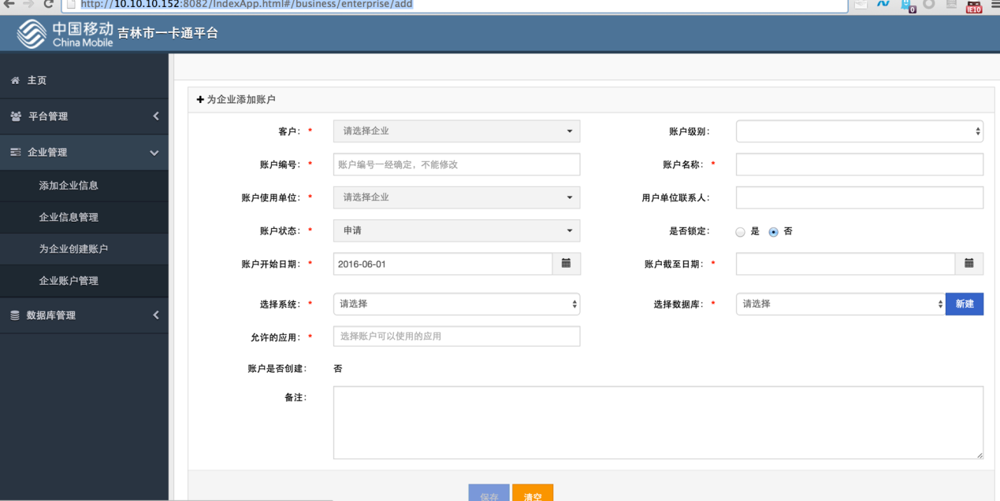 http://10.10.10.152:8082/IndexApp.html#/business/enterprise/add
0
IE10
中国移动 吉林市一卡通平台
China Mobile
主页
平台管理
企业管理
添加企业信息
企业信息管理
为企业创建账户
企业账户管理
数据库管理
为企业添加账户
客户： * 请选择企业 账户级别：
账户编号： * 账户编号一经确定，不能修改 账户名称： *
账户使用单位： * 请选择企业 用户单位联系人：
账户状态： * 申请 是否锁定： 是 否
账户开始日期： * 2016-06-01 账户截至日期： *
选择系统： * 请选择 选择数据库： * 请选择 新建
允许的应用： * 选择账户可以使用的应用
账户是否创建： 否
备注：
保存 清空